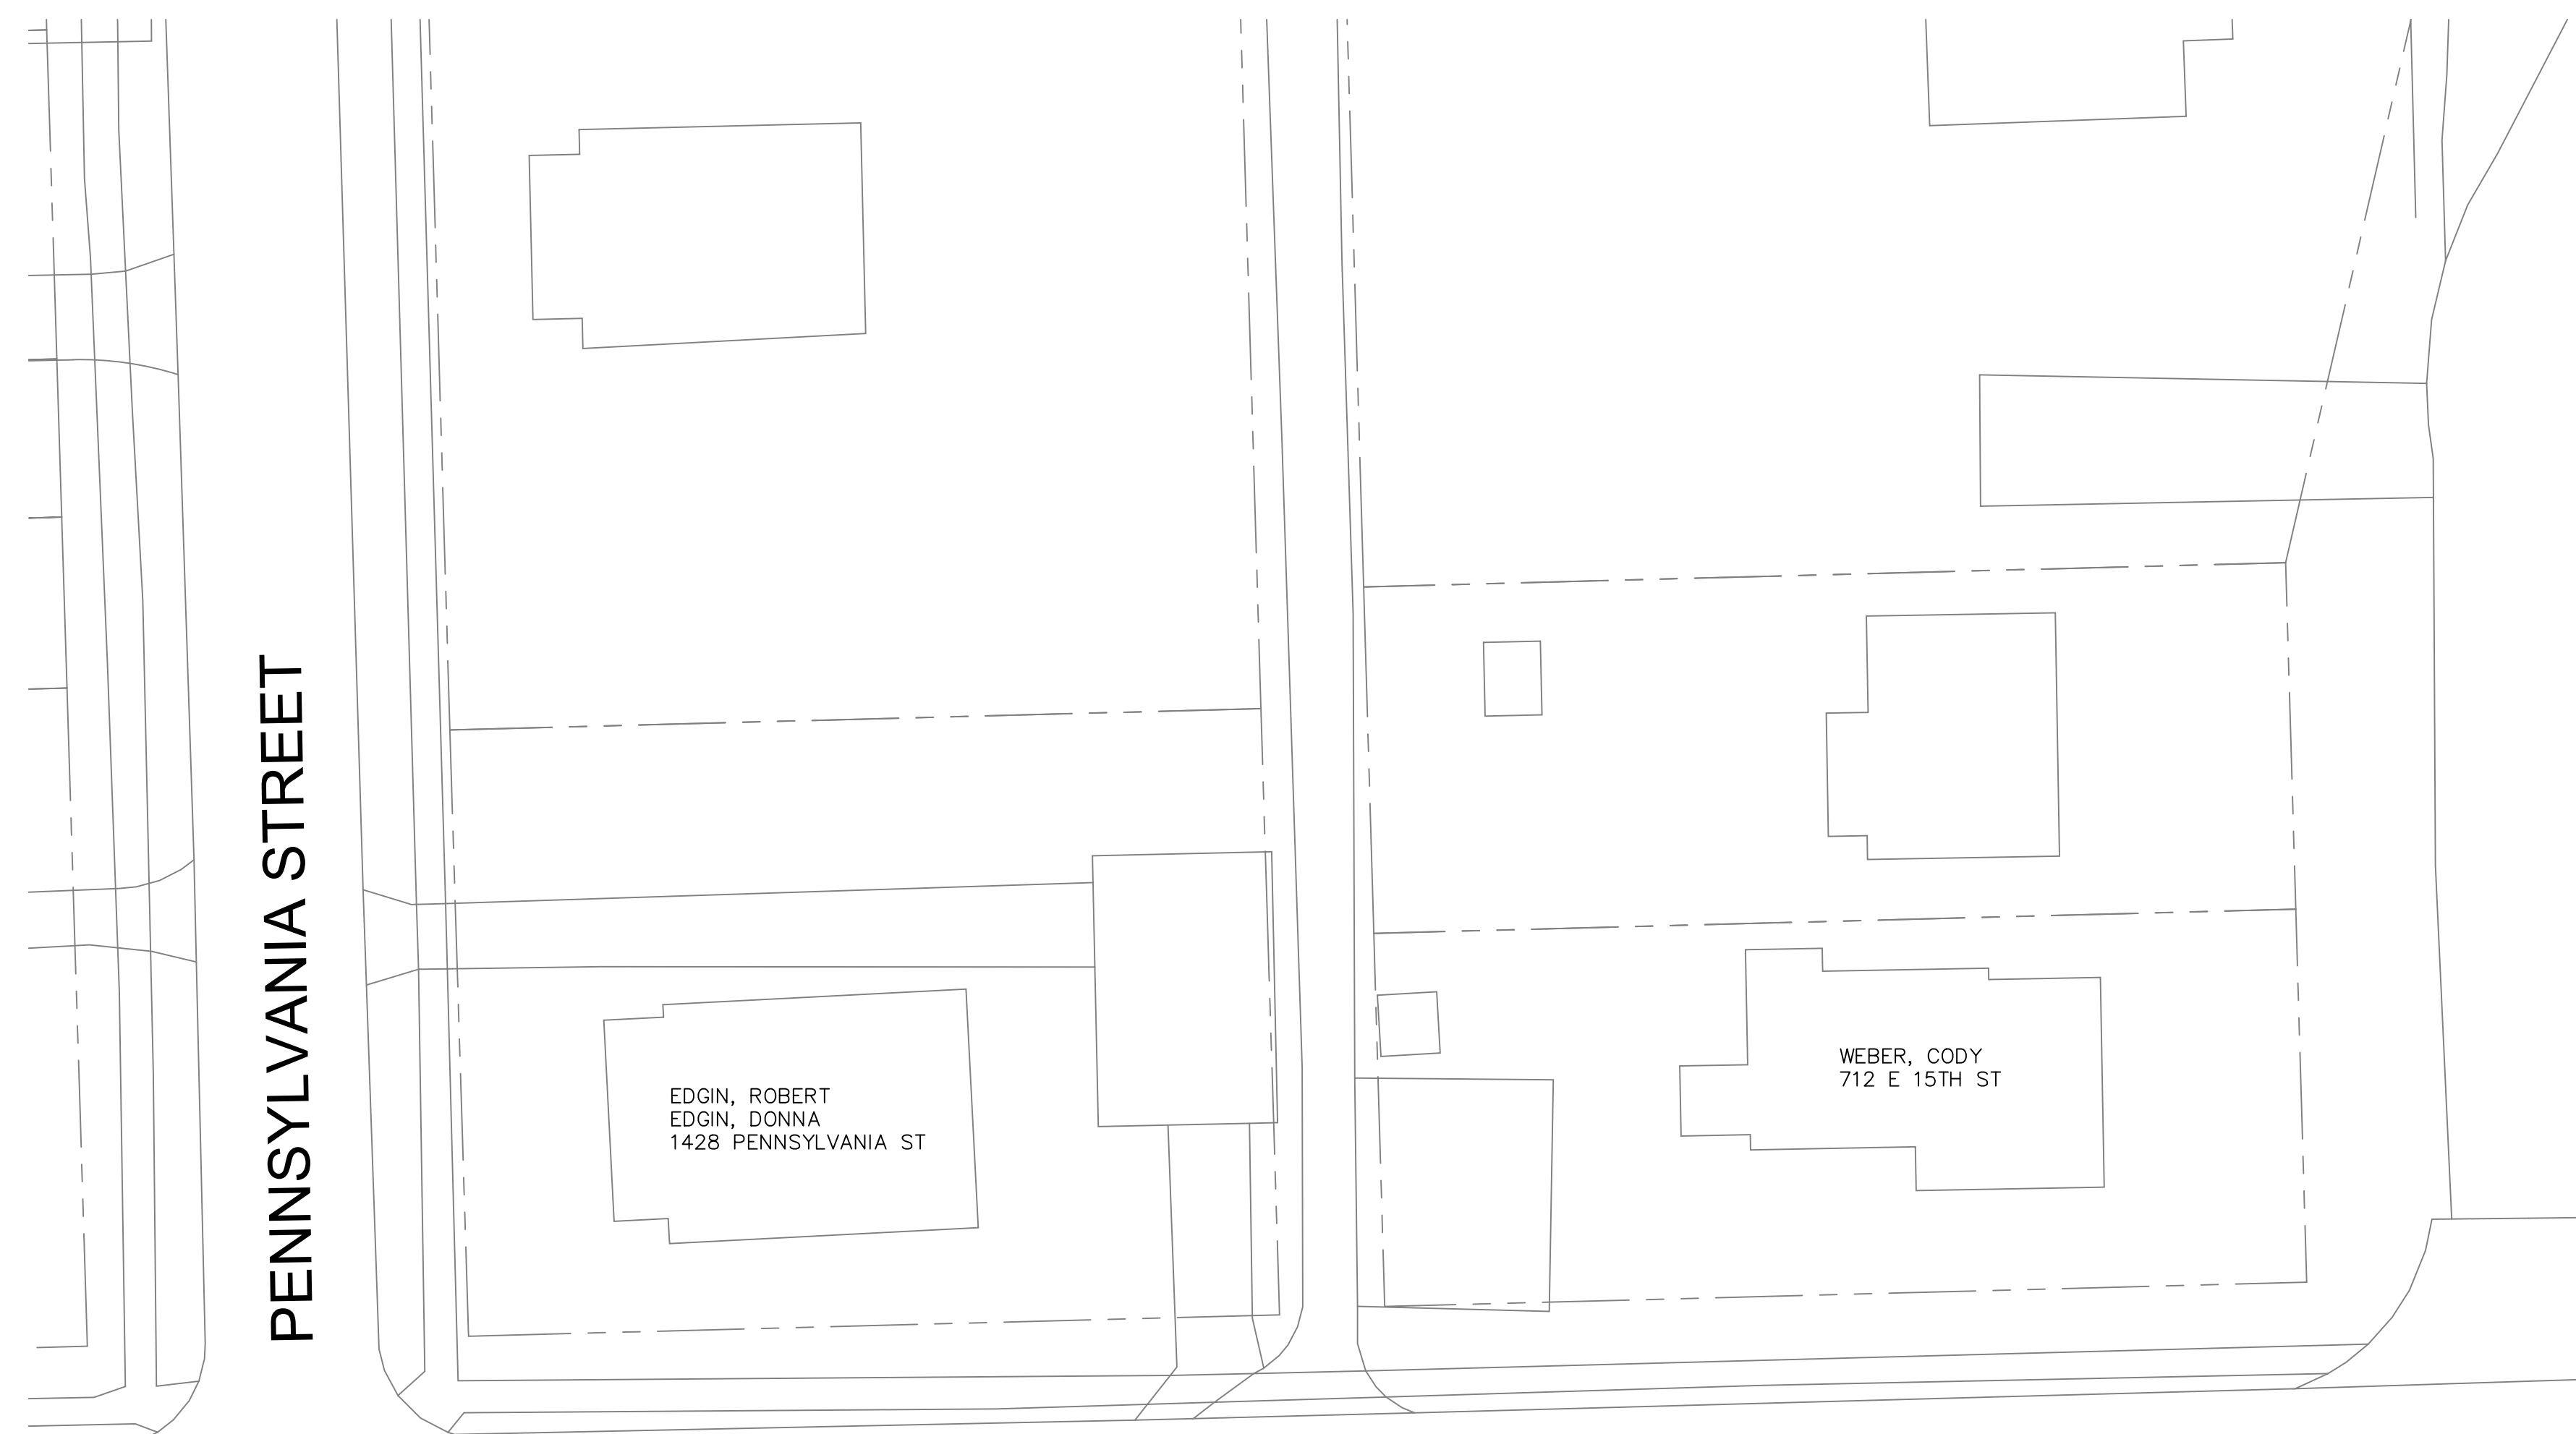 PENNSYLVANIA STREET
EDGIN, ROBERT
EDGIN, DONNA
1428 PENNSYLVANIA ST
WEBER, CODY
712 E 15TH ST